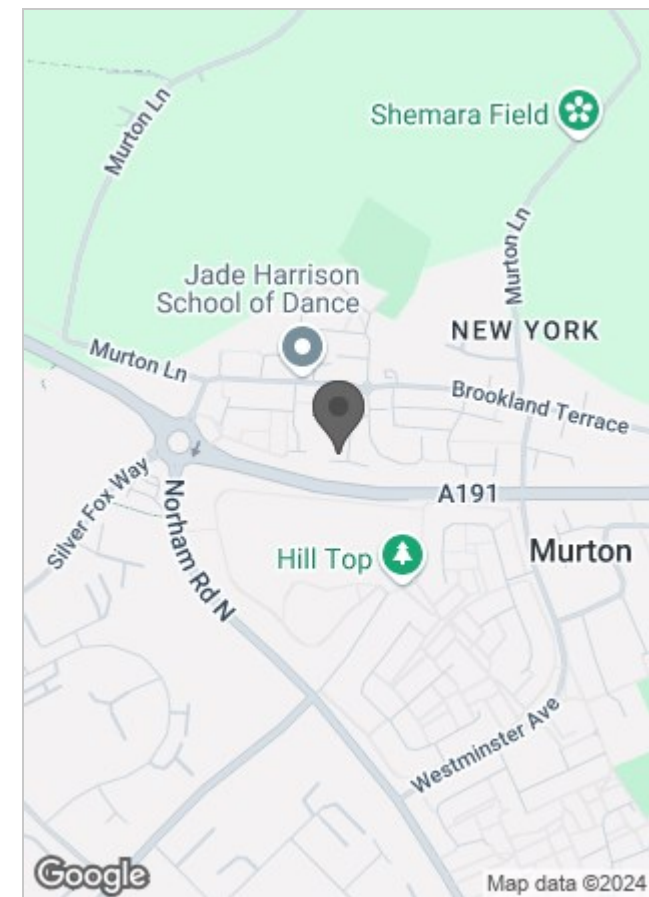 Murton Ln
Shemara Field
Murton Ln
Jade Harrison
School of Dance
NEW YORK
Murton Ln
Brookland Terrace
Silver Fox Way
A191
Norham Rd N
Hill Top
Murton
Westminster Ave
Google
Map data ©2024